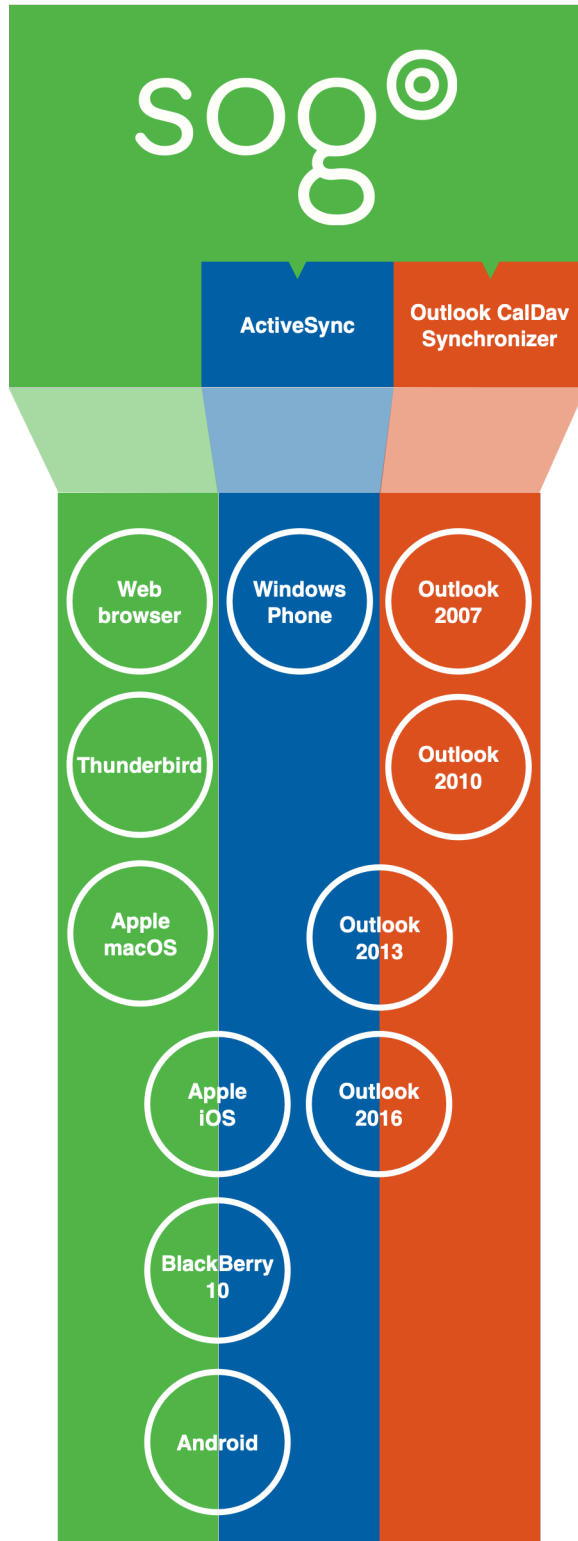 sogo
ActiveSync
Outlook CalDav
Synchronizer
Web
browser
Windows
Phone
Outlook
2007
Thunderbird
Outlook
2010
Apple
macOS
Outlook
2013
Apple
iOS
Outlook
2016
BlackBerry
10
Android